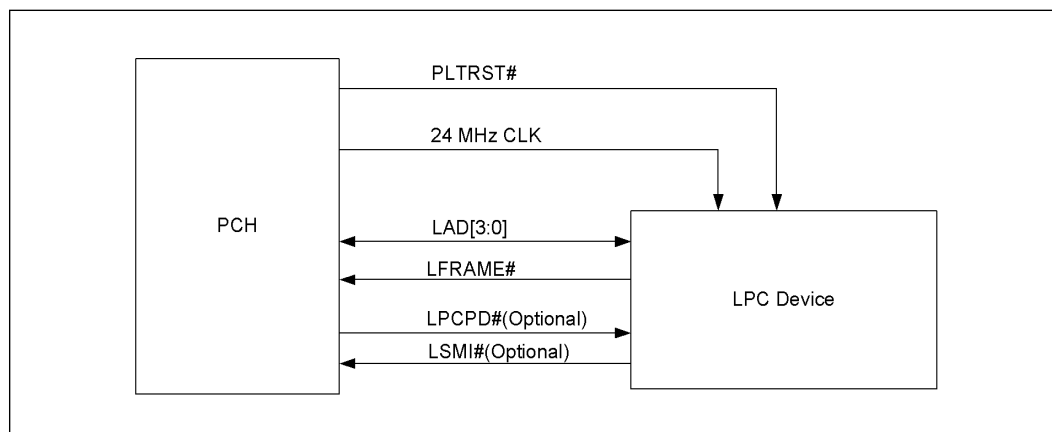 PLTRST#
24 MHz CLK
PCH
LAD[3:0]
LFRAME#
LPC Device
LPCPD#(Optional)
LSMI#(Optional)